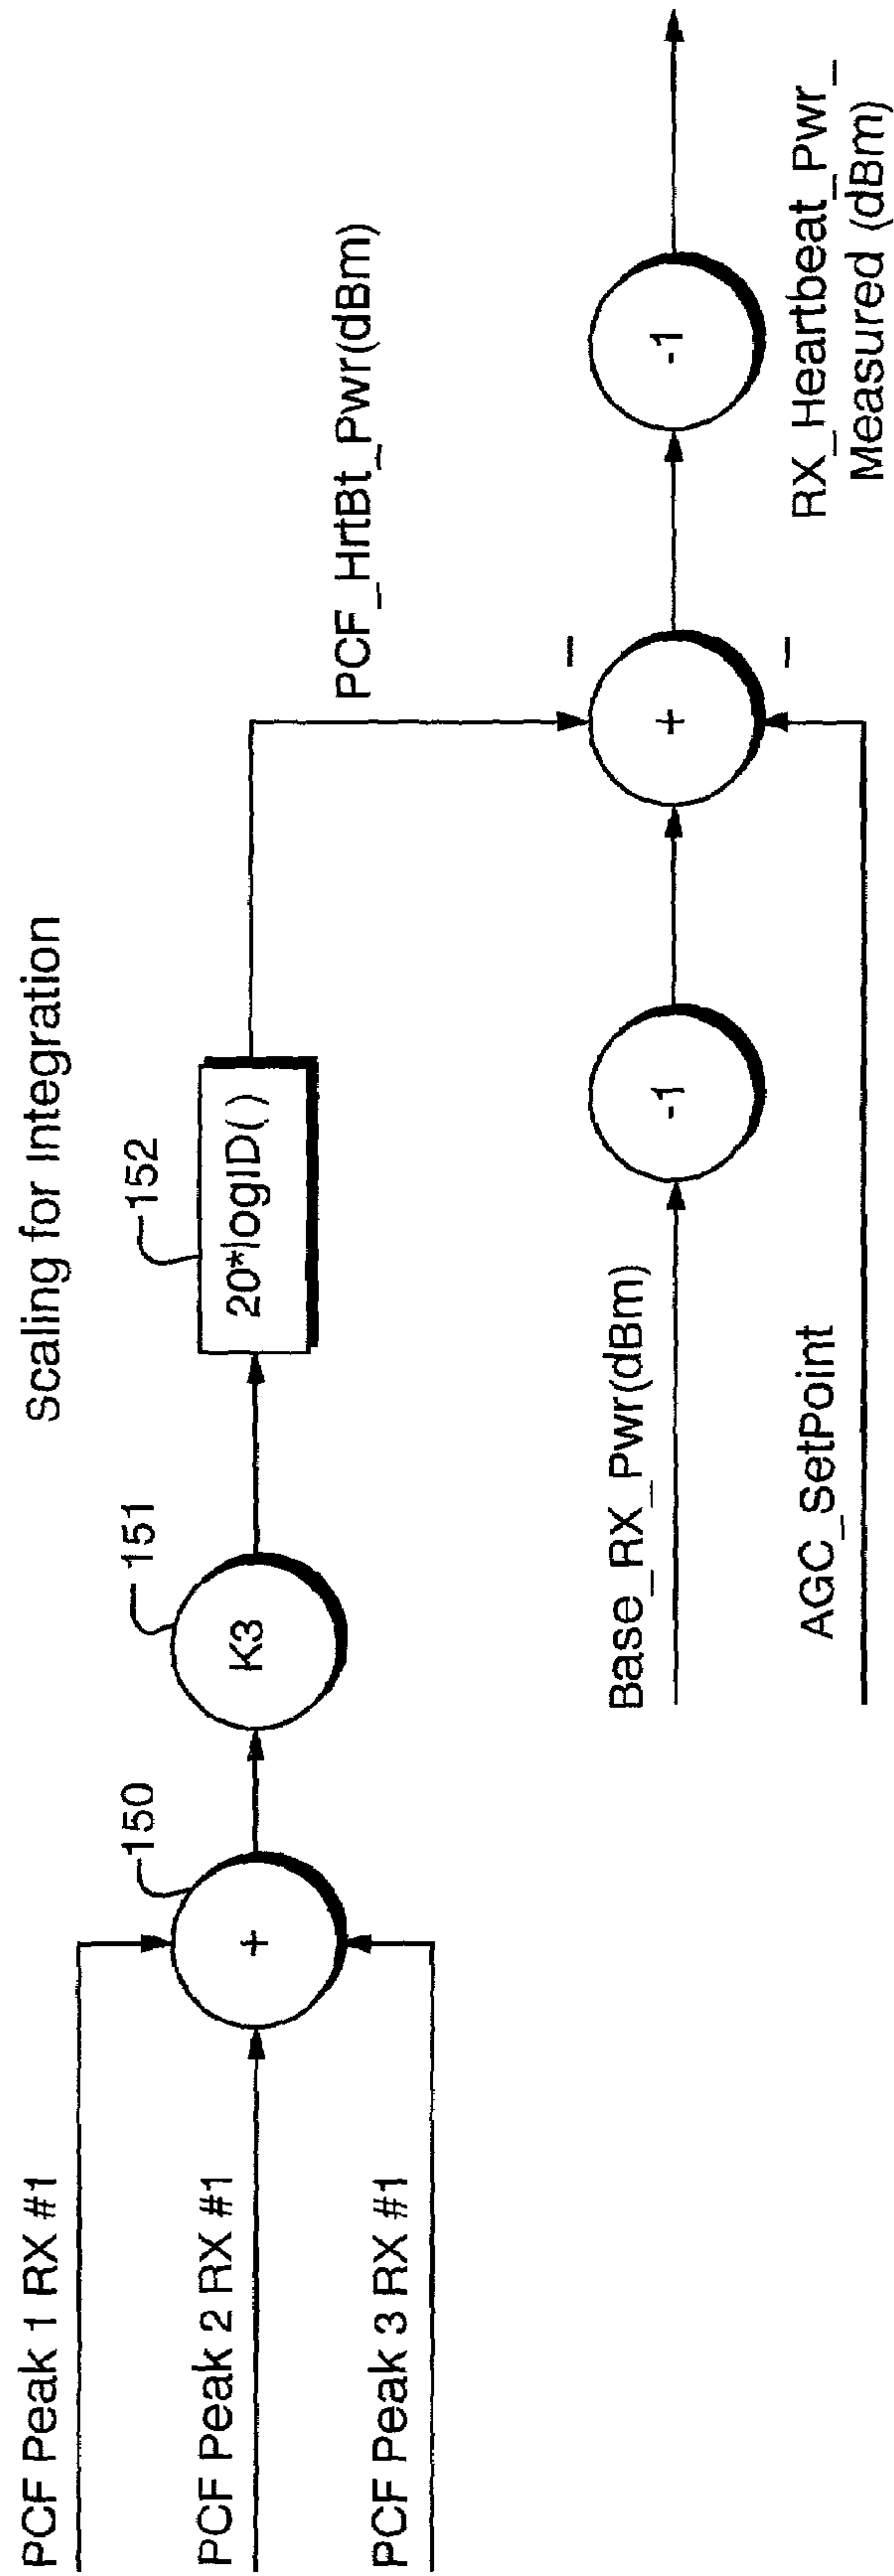 Scaling for Integration
PCF Peak 1 RX #1
PCF Peak 2 RX #1
PCF Peak 3 RX #1
+
150
K3
151
20*logID( )
152
PCF_HrtBt_Pwr(dBm)
Base_RX_Pwr(dBm)
-1
+
–
–
-1
AGC_SetPoint
RX_Heartbeat_Pwr_
Measured (dBm)